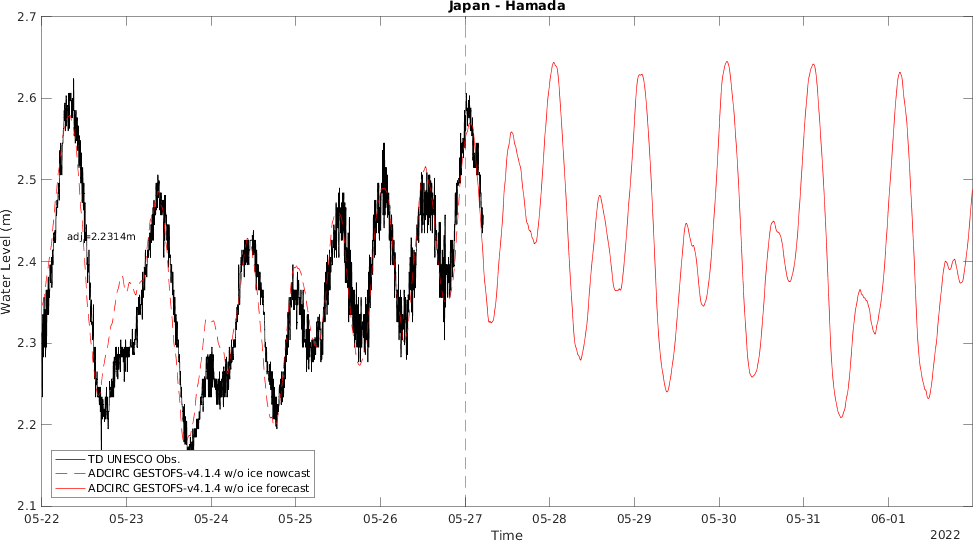 Japan - Hamada
2.7
2.6
2.5
2.4
2.3
2.2
2.1
Water Level (m)
adj=2.2314m
TD UNESCO Obs.
ADCIRC GESTOFS-v4.1.4 w/o ice nowcast
ADCIRC GESTOFS-v4.1.4 w/o ice forecast
05-22 05-23 05-24 05-25 05-26 05-27 05-28 05-29 05-30 05-31 06-01
Time
2022